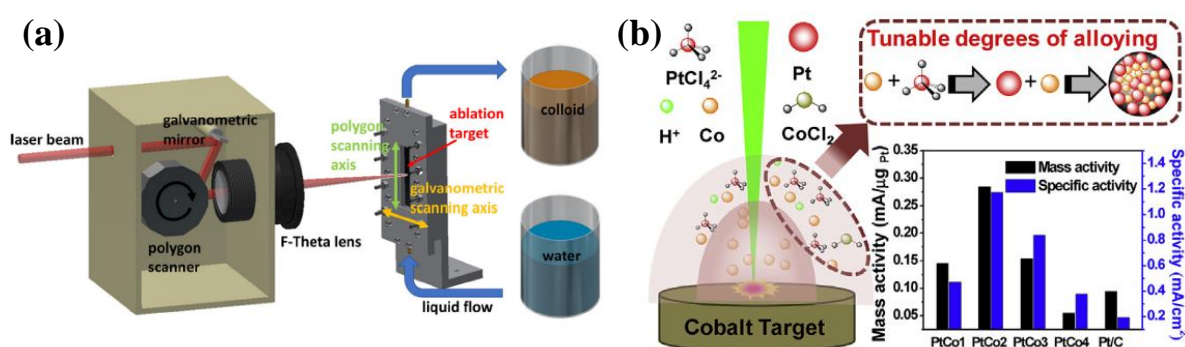 (a)
laser beam
galvanometric
mirror
polygon
scanner
F-Theta lens
polygon
scanning
axis
ablation
target
galvanometric
scanning axis
liquid flow
colloid
water
(b)
PtCl₄²⁻
Pt
H⁺
Co
CoCl₂
Tunable degrees of alloying
+
+
Cobalt Target
Mass activity (mA/μg Pt)
0.35
0.30
0.25
0.20
0.15
0.10
0.05
Mass activity
Specific activity
1.4
1.2
1.0
0.8
0.6
0.4
0.2
Specific activity (mA/cm²)
PtCo1 PtCo2 PtCo3 PtCo4 Pt/C